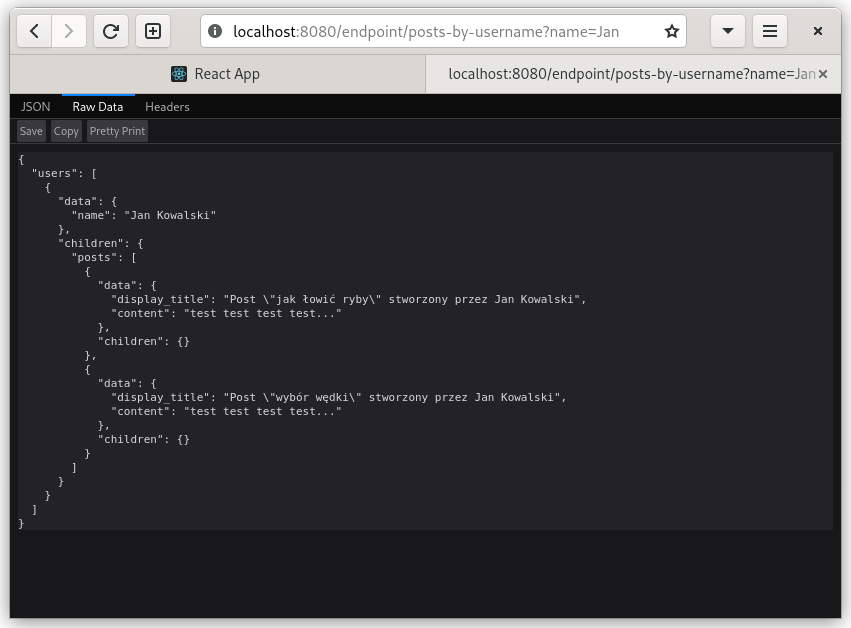 localhost:8080/endpoint/posts-by-username?name=Jan
React App
localhost:8080/endpoint/posts-by-username?name=Jan
JSON Raw Data Headers
Save Copy Pretty Print
{
  "users": [
    {
      "data": {
        "name": "Jan Kowalski"
      },
      "children": {
        "posts": [
          {
            "data": {
              "display_title": "Post \"jak łowić ryby\" stworzony przez Jan Kowalski",
              "content": "test test test test..."
            },
            "children": {}
          },
          {
            "data": {
              "display_title": "Post \"wybór wędki\" stworzony przez Jan Kowalski",
              "content": "test test test test..."
            },
            "children": {}
          }
        ]
      }
    }
  ]
}